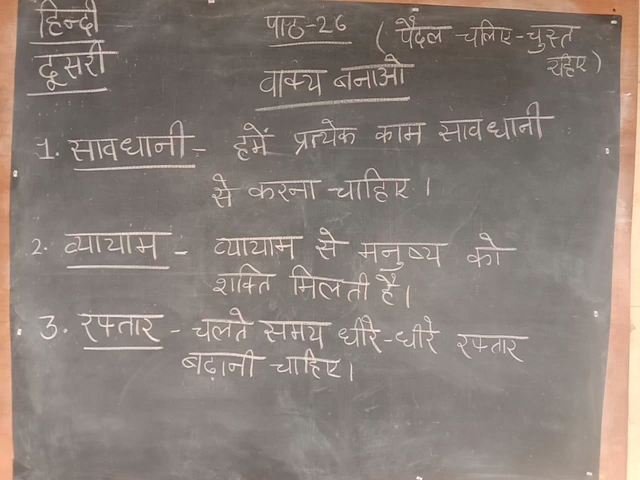 हिन्दी पाठ-26 (पैदल चलिए-चुस्त
दूसरी रहिए)
वाक्य बनाओ
1. सावधानी - हमें प्रत्येक काम सावधानी
से करना चाहिए।
2. व्यायाम - व्यायाम से मनुष्य को
शक्ति मिलती है।
3. रफ्तार - चलते समय धीरे-धीरे रफ्तार
बढ़ानी चाहिए।